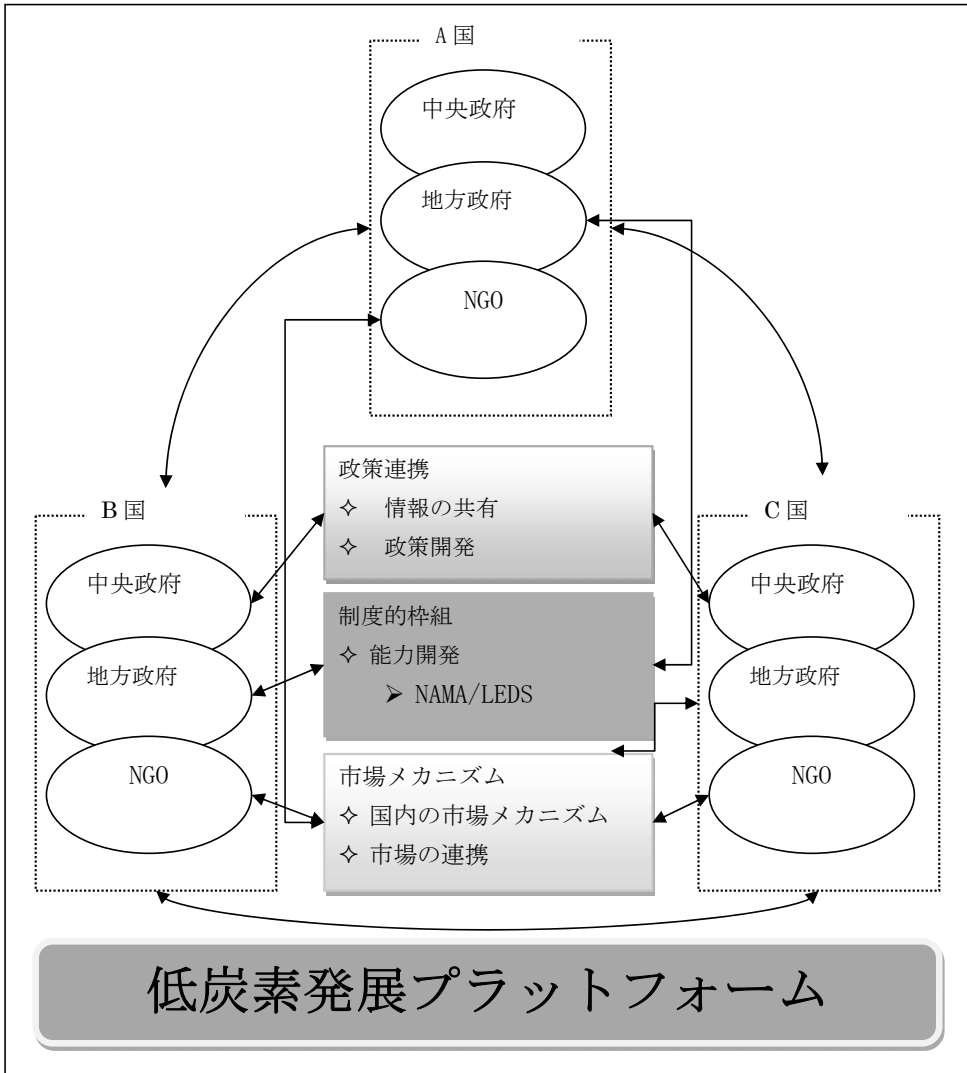 A国
中央政府
地方政府
NGO
政策連携
✧ 情報の共有
✧ 政策開発
制度的枠組
✧ 能力開発
➢ NAMA/LEDS
市場メカニズム
✧ 国内の市場メカニズム
✧ 市場の連携
B国
中央政府
地方政府
NGO
C国
中央政府
地方政府
NGO
低炭素発展プラットフォーム